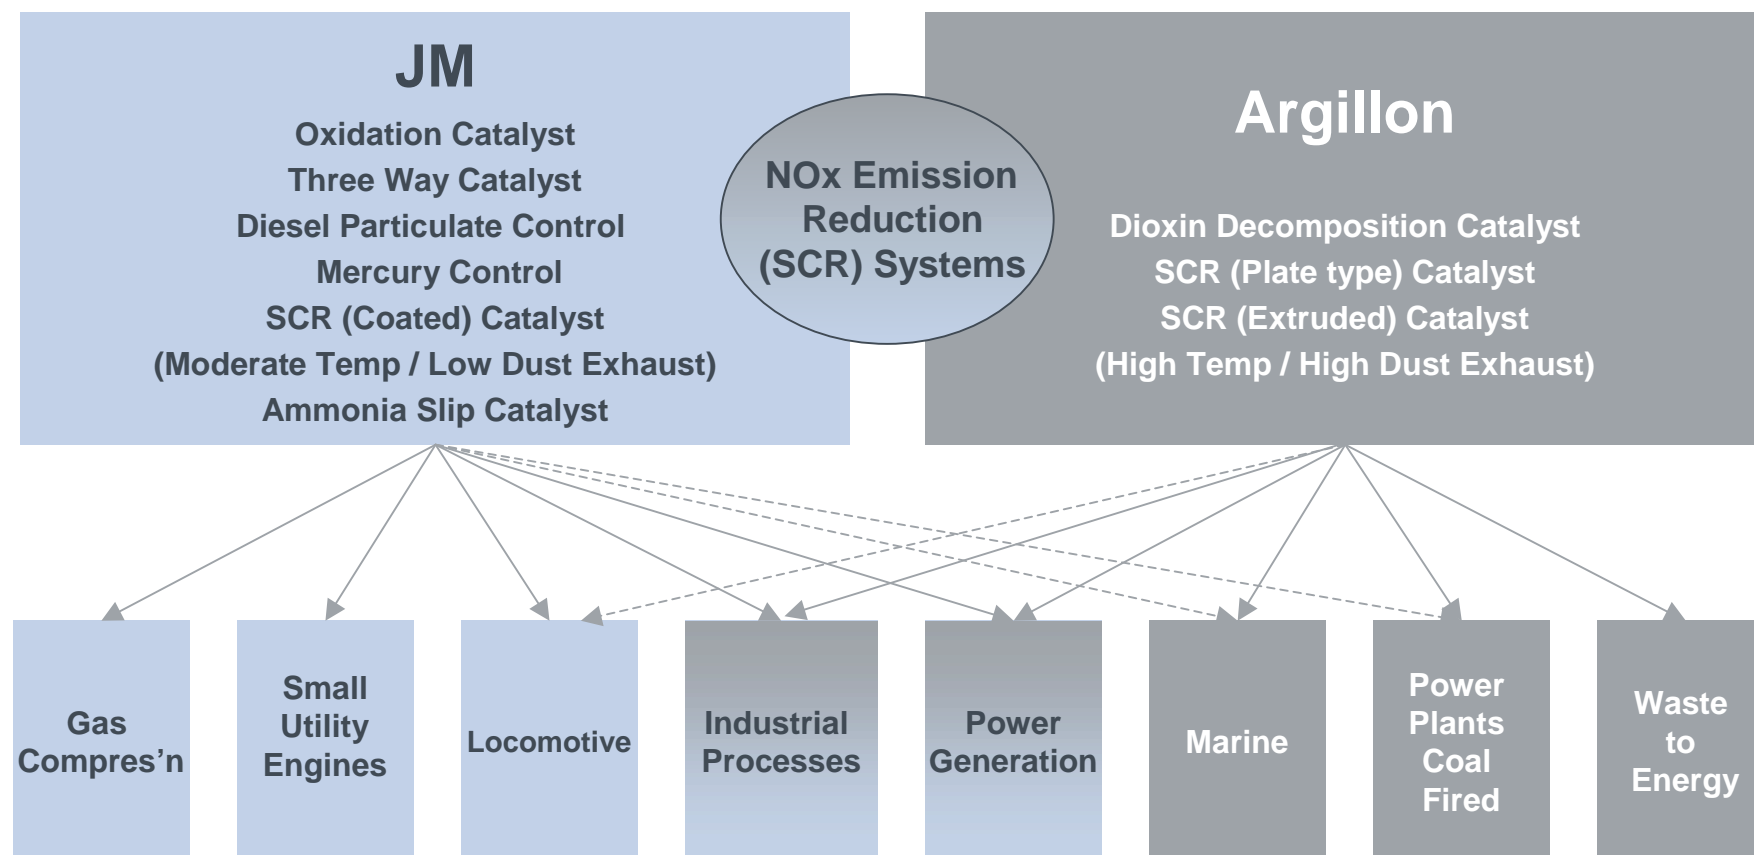 JM
Oxidation Catalyst
Three Way Catalyst
Diesel Particulate Control
Mercury Control
SCR (Coated) Catalyst
(Moderate Temp / Low Dust Exhaust)
Ammonia Slip Catalyst
NOx Emission
Reduction
(SCR) Systems
Argillon
Dioxin Decomposition Catalyst
SCR (Plate type) Catalyst
SCR (Extruded) Catalyst
(High Temp / High Dust Exhaust)
Gas
Compres’n
Small
Utility
Engines
Locomotive
Industrial
Processes
Power
Generation
Marine
Power
Plants
Coal
Fired
Waste
to
Energy